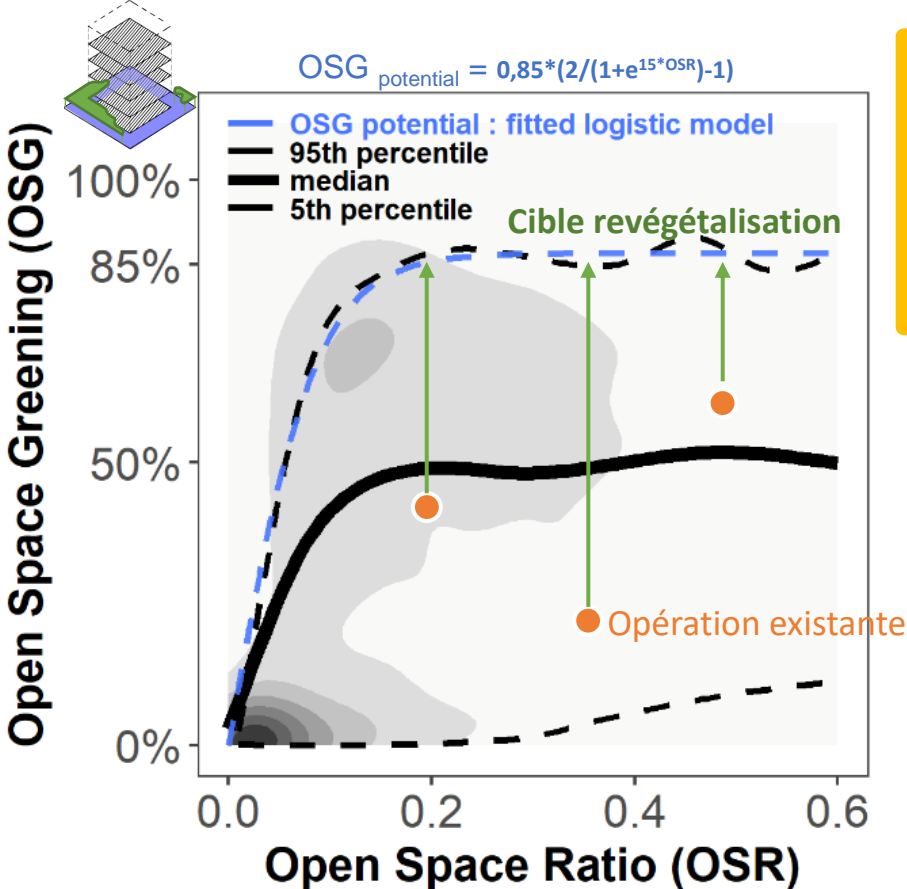 OSG potential = 0,85*(2/(1+e15*OSR)-1)
OSG potential : fitted logistic model
95th percentile
median
5th percentile
Cible revégétalisation
Opération existante
Open Space Greening (OSG)
100%
85%
50%
0%
0.0 0.2 0.4 0.6
Open Space Ratio (OSR)